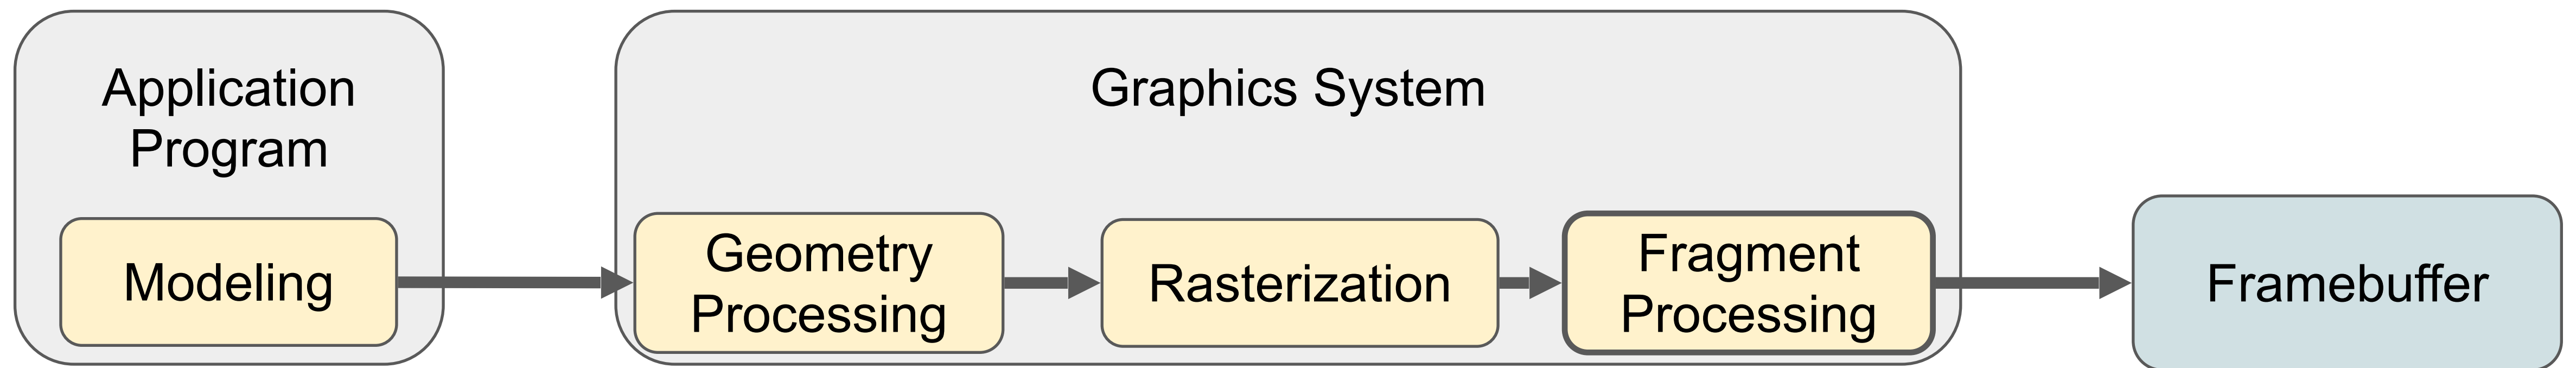 Application
Program
Modeling
Graphics System
Geometry
Processing
Rasterization
Fragment
Processing
Framebuffer